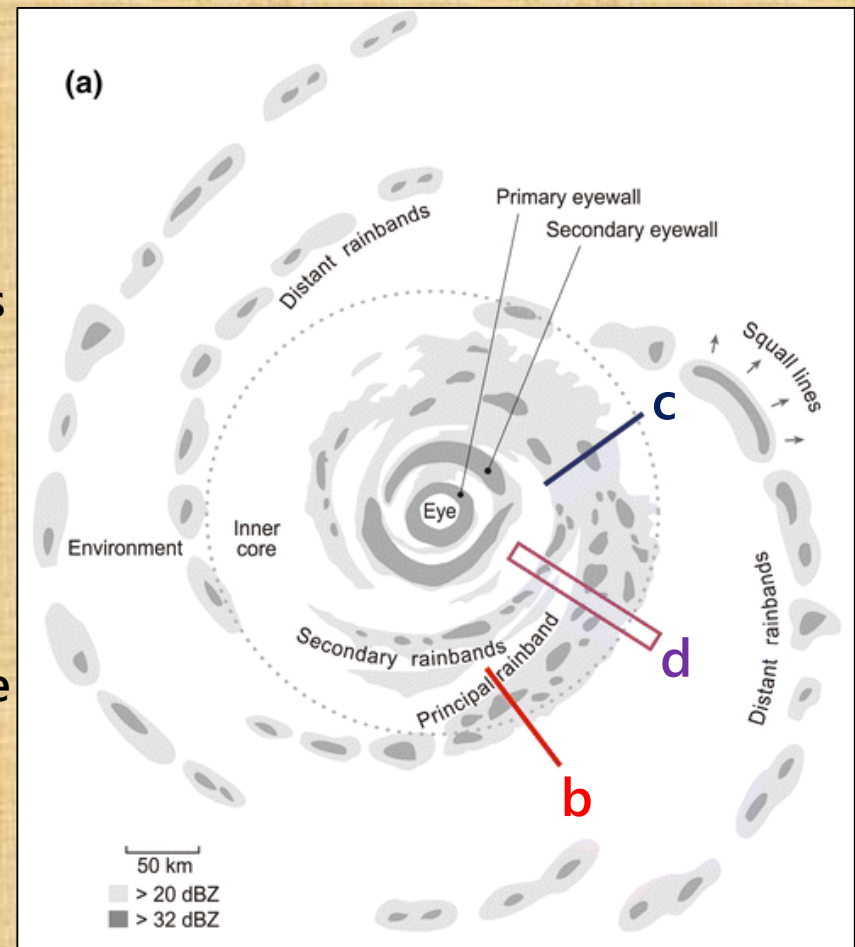 (a)
Primary eyewall
Secondary eyewall
Distant rainbands
Squall lines
s
c
Eye
Environment
Inner
core
Distant rainbands
Secondary rainbands
Principal rainband
d
e
b
50 km
> 20 dBZ
> 32 dBZ